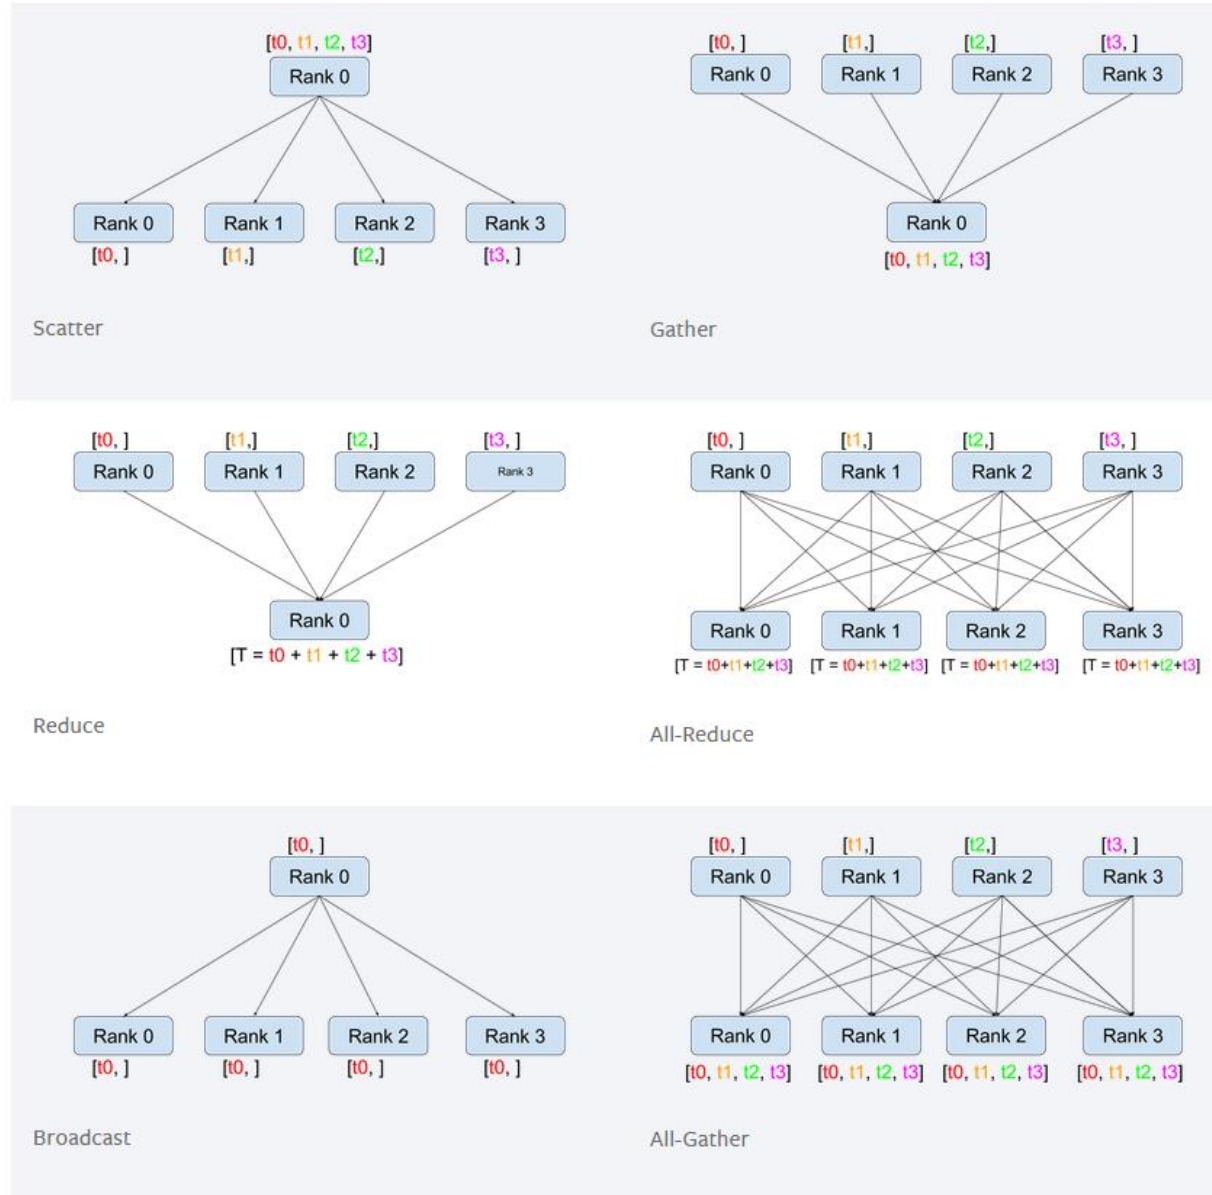 [t0, t1, t2, t3]
Rank 0
Rank 0 Rank 1 Rank 2 Rank 3
[t0, ] [t1,] [t2,] [t3, ]
Scatter
[t0, ] [t1,] [t2,] [t3, ]
Rank 0 Rank 1 Rank 2 Rank 3
Rank 0
[t0, t1, t2, t3]
Gather
[t0, ] [t1,] [t2,] [t3, ]
Rank 0 Rank 1 Rank 2 Rank 3
Rank 0
[T = t0 + t1 + t2 + t3]
Reduce
[t0, ] [t1,] [t2,] [t3, ]
Rank 0 Rank 1 Rank 2 Rank 3
Rank 0 Rank 1 Rank 2 Rank 3
[T = t0+t1+t2+t3] [T = t0+t1+t2+t3] [T = t0+t1+t2+t3] [T = t0+t1+t2+t3]
All-Reduce
[t0, ]
Rank 0
Rank 0 Rank 1 Rank 2 Rank 3
[t0, ] [t0, ] [t0, ] [t0, ]
Broadcast
[t0, ] [t1,] [t2,] [t3, ]
Rank 0 Rank 1 Rank 2 Rank 3
Rank 0 Rank 1 Rank 2 Rank 3
[t0, t1, t2, t3] [t0, t1, t2, t3] [t0, t1, t2, t3] [t0, t1, t2, t3]
All-Gather